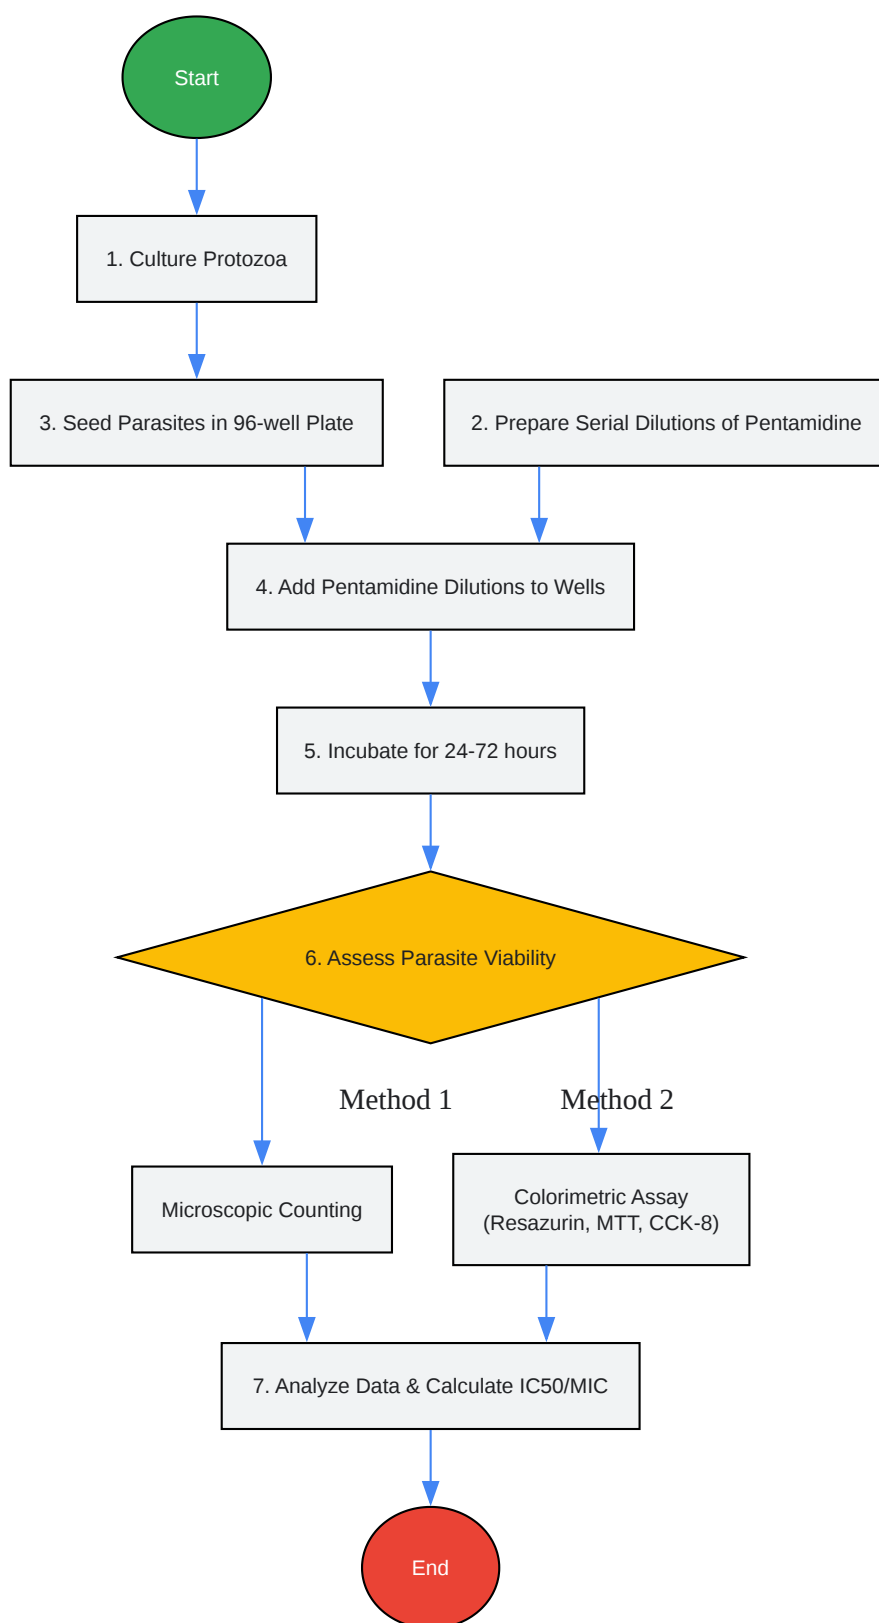 Start
1. Culture Protozoa
3. Seed Parasites in 96-well Plate
2. Prepare Serial Dilutions of Pentamidine
4. Add Pentamidine Dilutions to Wells
5. Incubate for 24-72 hours
6. Assess Parasite Viability
Method 1
Method 2
Microscopic Counting
Colorimetric Assay
(Resazurin, MTT, CCK-8)
7. Analyze Data & Calculate IC50/MIC
End